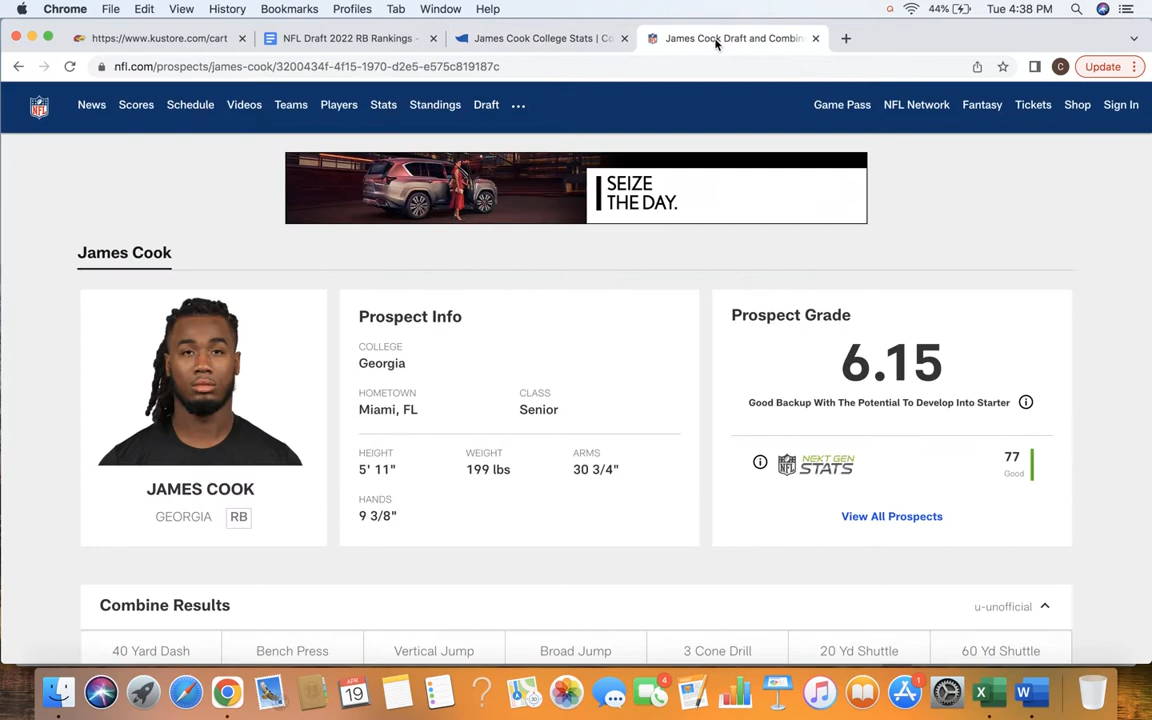 Chrome File Edit View History Bookmarks Profiles Tab Window Help 44% Tue 4:38 PM
https://www.kustore.com/cart NFL Draft 2022 RB Rankings - James Cook College Stats | Co James Cook Draft and Combin
nfl.com/prospects/james-cook/3200434f-4f15-1970-d2e5-e575c819187c C Update
NFL News Scores Schedule Videos Teams Players Stats Standings Draft ••• Game Pass NFL Network Fantasy Tickets Shop Sign In
SEIZE
THE DAY.
James Cook
JAMES COOK
GEORGIA RB
Prospect Info
COLLEGE
Georgia
HOMETOWN CLASS
Miami, FL Senior
HEIGHT WEIGHT ARMS
5' 11" 199 lbs 30 3/4"
HANDS
9 3/8"
Prospect Grade
6.15
Good Backup With The Potential To Develop Into Starter
NEXT GEN STATS 77
Good
View All Prospects
Combine Results u-unofficial
40 Yard Dash Bench Press Vertical Jump Broad Jump 3 Cone Drill 20 Yd Shuttle 60 Yd Shuttle
APR
19 4 1